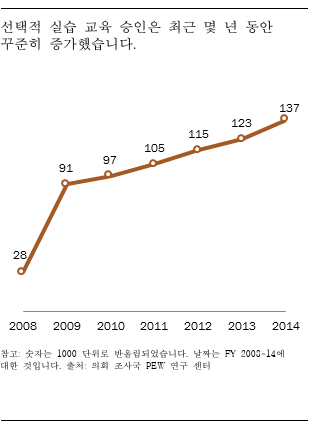 선택적 실습 교육 승인은 최근 몇 년 동안
꾸준히 증가했습니다.
137
123
115
105
97
91
28
2008 2009 2010 2011 2012 2013 2014
참고: 숫자는 1000 단위로 반올림되었습니다. 날짜는 FY 2008-14에
대한 것입니다. 출처: 의회 조사국 PEW 연구 센터